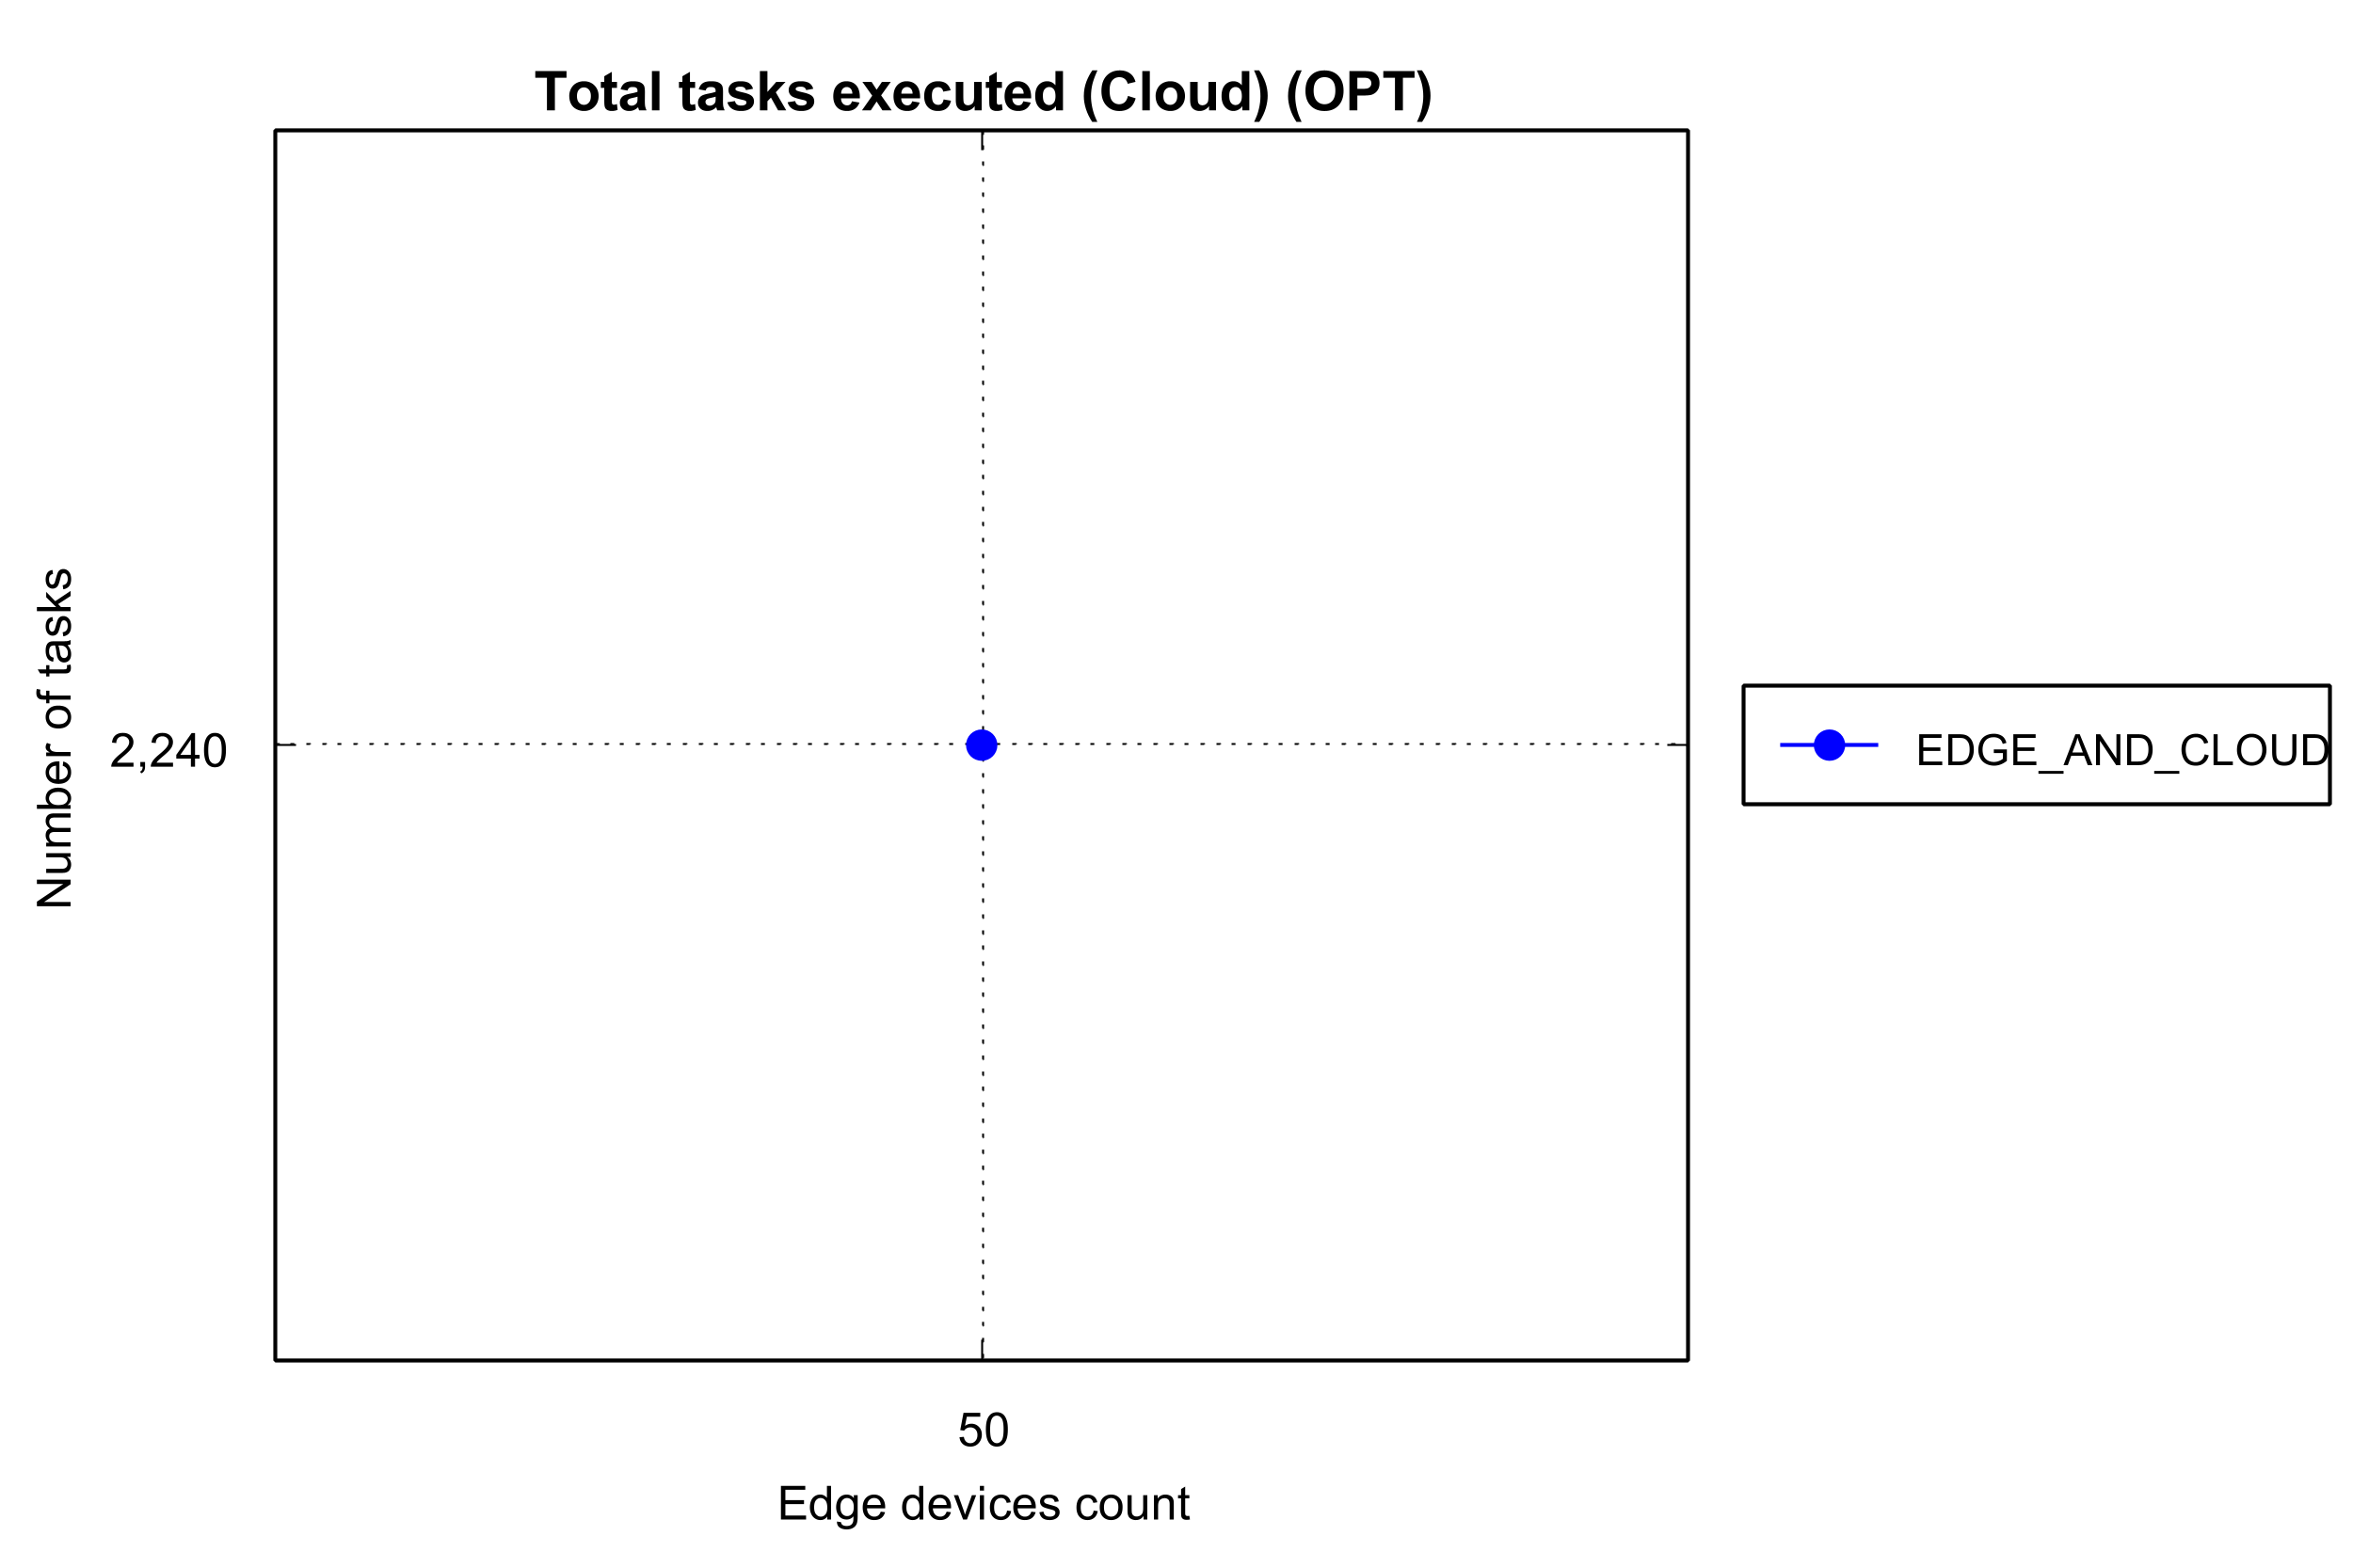 Total tasks executed (Cloud) (OPT)
Number of tasks
2,240
EDGE_AND_CLOUD
50
Edge devices count